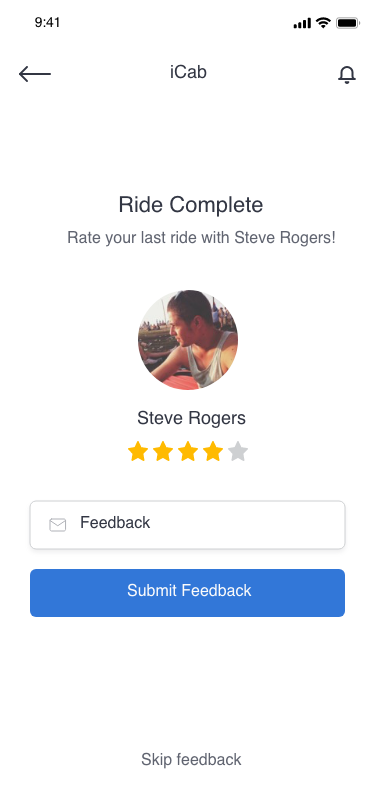 9:41
iCab
Ride Complete
Rate your last ride with Steve Rogers!
Steve Rogers
Feedback
Submit Feedback
Skip feedback